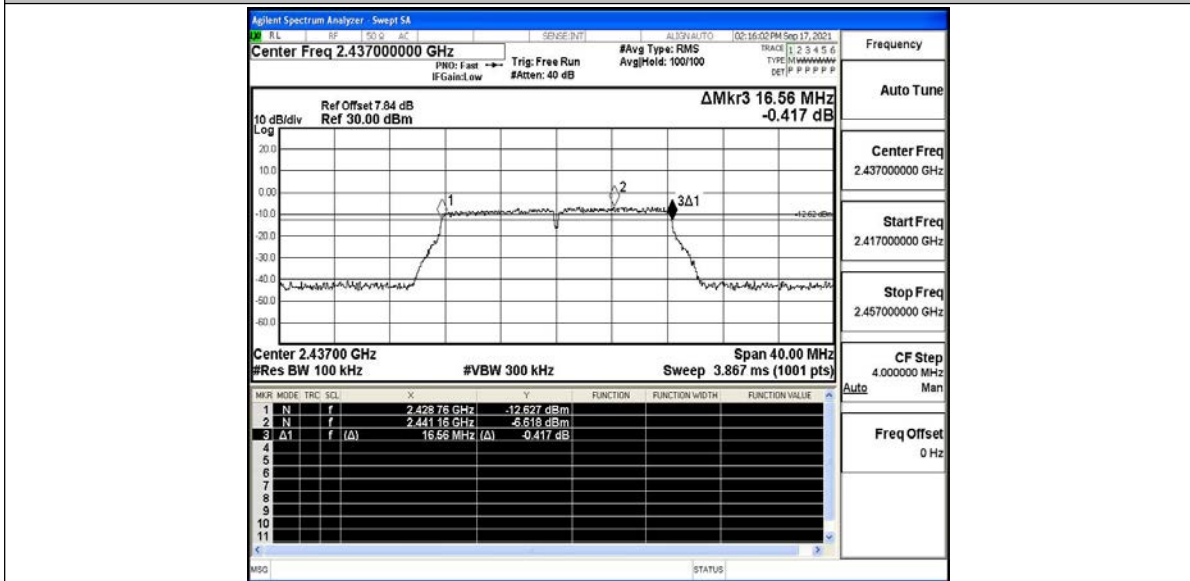 Agilent Spectrum Analyzer - Swept SA
RL RF 50 Ω AC SENSE:INT ALIGNAUTO 02:16:02 PM Sep 17, 2021
Center Freq 2.437000000 GHz
PNO: Fast
IFGain:Low
Trig: Free Run
#Atten: 40 dB
#Avg Type: RMS
Avg|Hold: 100/100
TRACE 1 2 3 4 5 6
TYPE M W W W W W
DET P P P P P P
Frequency
Auto Tune
Center Freq
2.437000000 GHz
Start Freq
2.417000000 GHz
Stop Freq
2.457000000 GHz
CF Step
4.000000 MHz
Auto Man
Freq Offset
0 Hz
ΔMkr3 16.56 MHz
-0.417 dB
Ref Offset 7.84 dB
10 dB/div Ref 30.00 dBm
Log
20.0
10.0
0.00
-10.0
-20.0
-30.0
-40.0
-50.0
-60.0
1
2
3Δ1
-12.62 dBm
Center 2.43700 GHz Span 40.00 MHz
#Res BW 100 kHz #VBW 300 kHz Sweep 3.867 ms (1001 pts)
MKR MODE TRC SCL X Y FUNCTION FUNCTION WIDTH FUNCTION VALUE
1 N f 2.428 76 GHz -12.627 dBm
2 N f 2.441 16 GHz -6.618 dBm
3 Δ1 f (Δ) 16.56 MHz (Δ) -0.417 dB
4
5
6
7
8
9
10
11
MSG STATUS